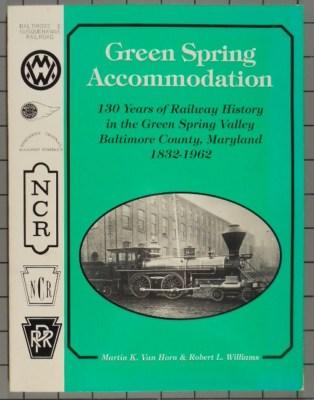 BALTIMORE &
SUSQUEHANNA
RAILROAD
NCR
NCR
PRR
Green Spring
Accommodation
130 Years of Railway History
in the Green Spring Valley
Baltimore County, Maryland
1832-1962
Martin K. Van Horn & Robert L. Williams